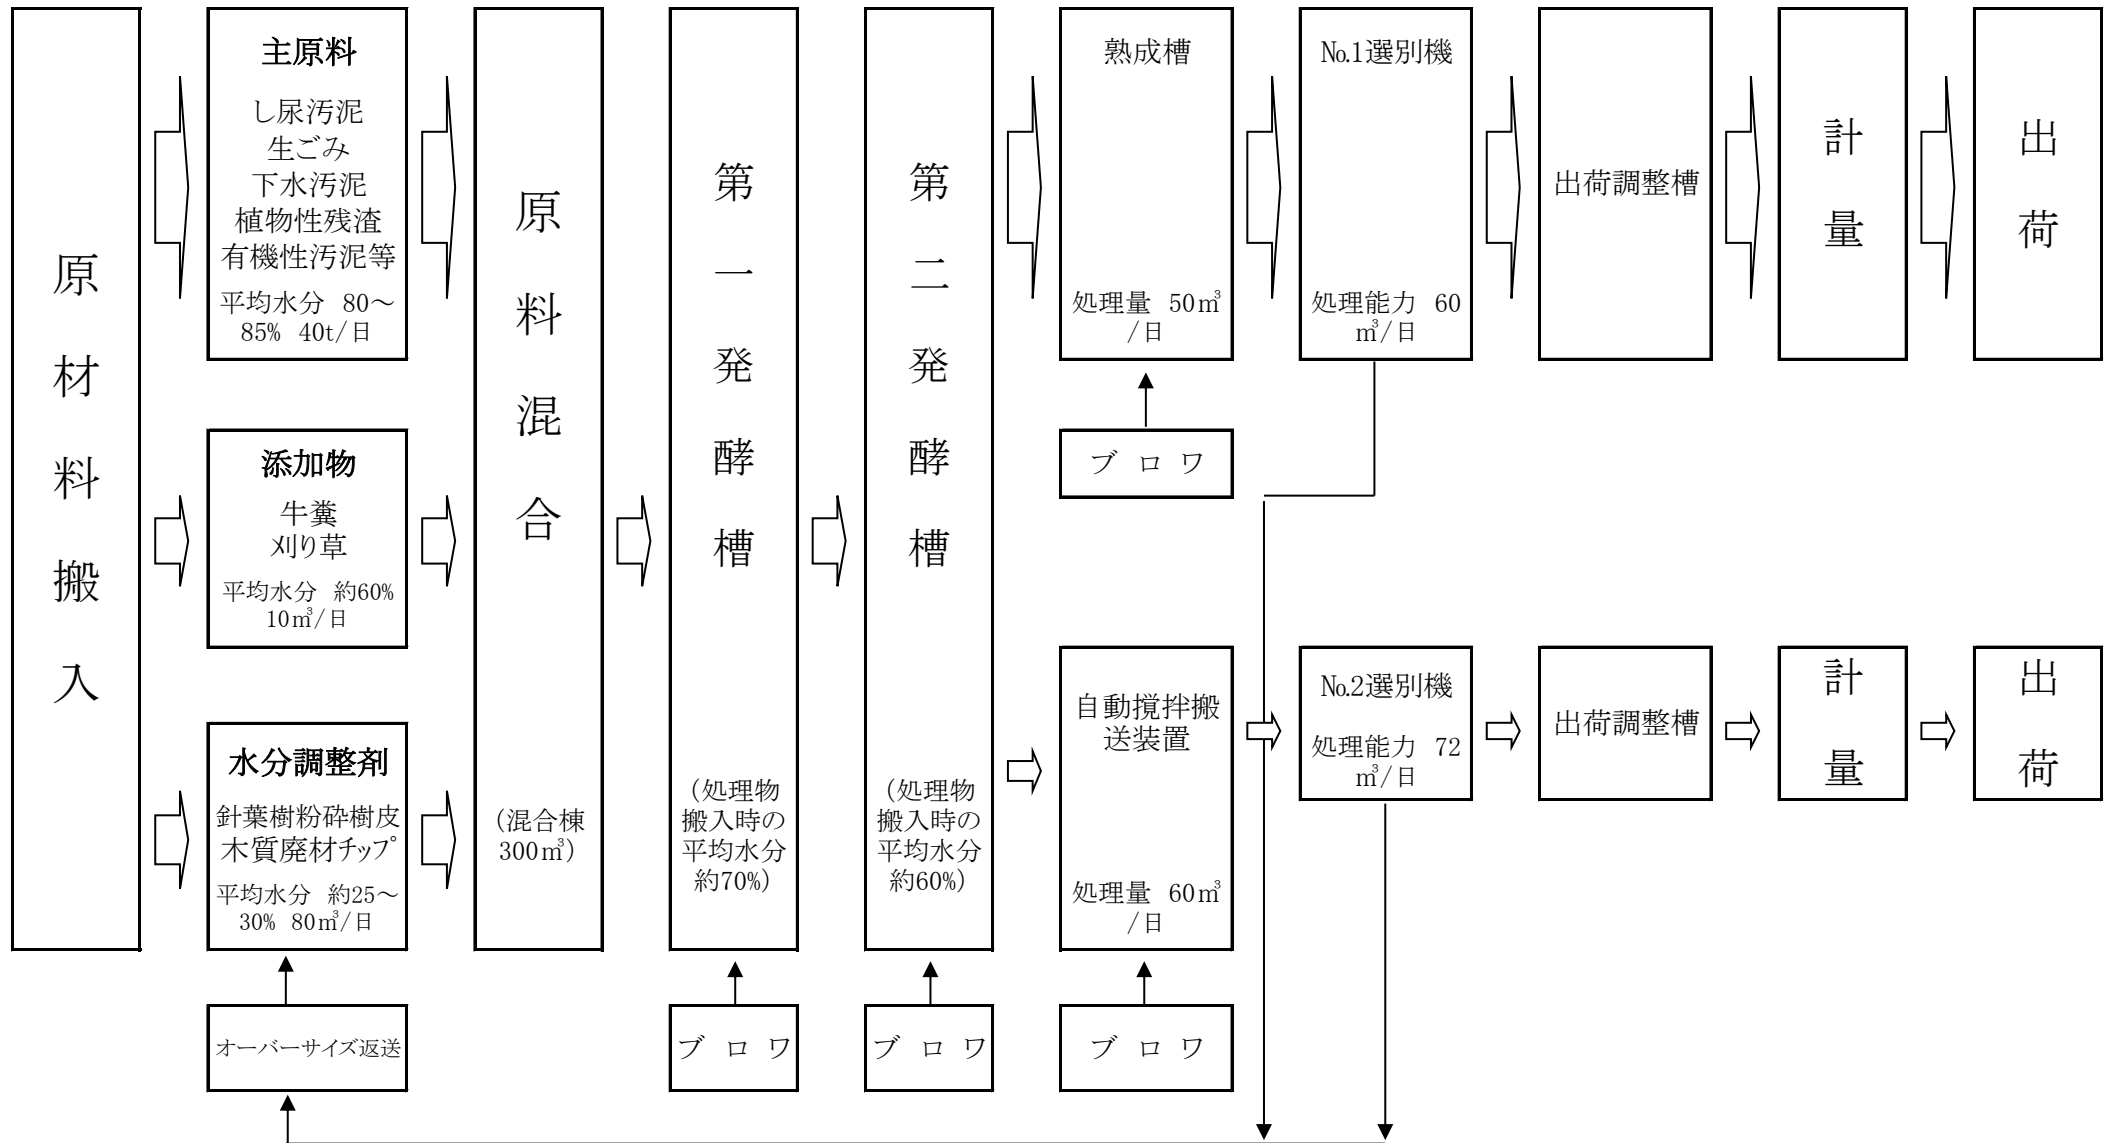 原材料搬入
主原料
し尿汚泥
生ごみ
下水汚泥
植物性残渣
有機性汚泥等
平均水分 80～
85% 40t/日
添加物
牛糞
刈り草
平均水分 約60%
10㎥/日
水分調整剤
針葉樹粉砕樹皮
木質廃材チップ
平均水分 約25～
30% 80㎥/日
オーバーサイズ返送
原料混合
（混合棟
300㎥）
第一発酵槽
（処理物
搬入時の
平均水分
約70%）
ブロワ
第二発酵槽
（処理物
搬入時の
平均水分
約60%）
ブロワ
熟成槽
処理量 50㎥
/日
ブロワ
自動撹拌搬
送装置
処理量 60㎥
/日
ブロワ
№1選別機
処理能力 60
㎥/日
№2選別機
処理能力 72
㎥/日
出荷調整槽
出荷調整槽
計量
計量
出荷
出荷